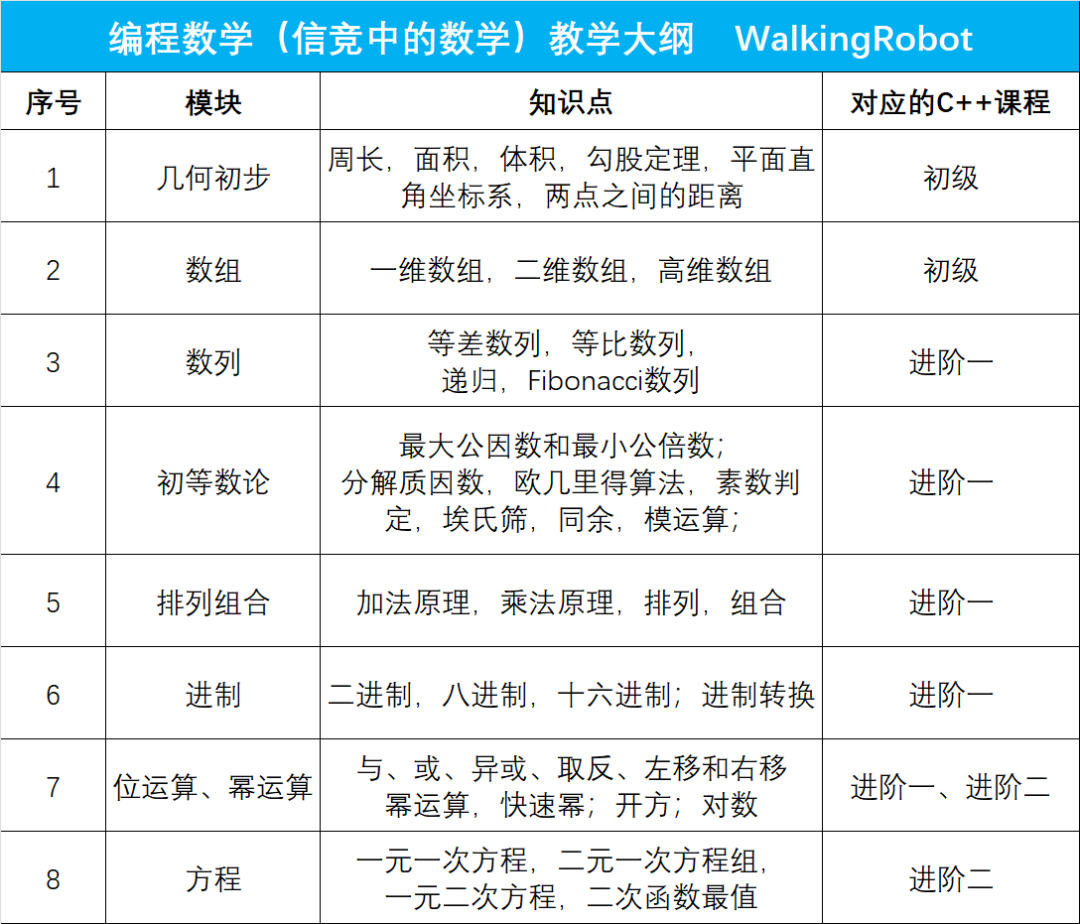 编程数学（信竞中的数学）教学大纲 WalkingRobot
序号 模块 知识点 对应的C++课程
1 几何初步 周长，面积，体积，勾股定理，平面直
角坐标系，两点之间的距离 初级
2 数组 一维数组，二维数组，高维数组 初级
3 数列 等差数列，等比数列，
递归，Fibonacci数列 进阶一
4 初等数论 最大公因数和最小公倍数；
分解质因数，欧几里得算法，素数判
定，埃氏筛，同余，模运算； 进阶一
5 排列组合 加法原理，乘法原理，排列，组合 进阶一
6 进制 二进制，八进制，十六进制；进制转换 进阶一
7 位运算、幂运算 与、或、异或、取反、左移和右移
幂运算，快速幂；开方；对数 进阶一、进阶二
8 方程 一元一次方程，二元一次方程组，
一元二次方程，二次函数最值 进阶二